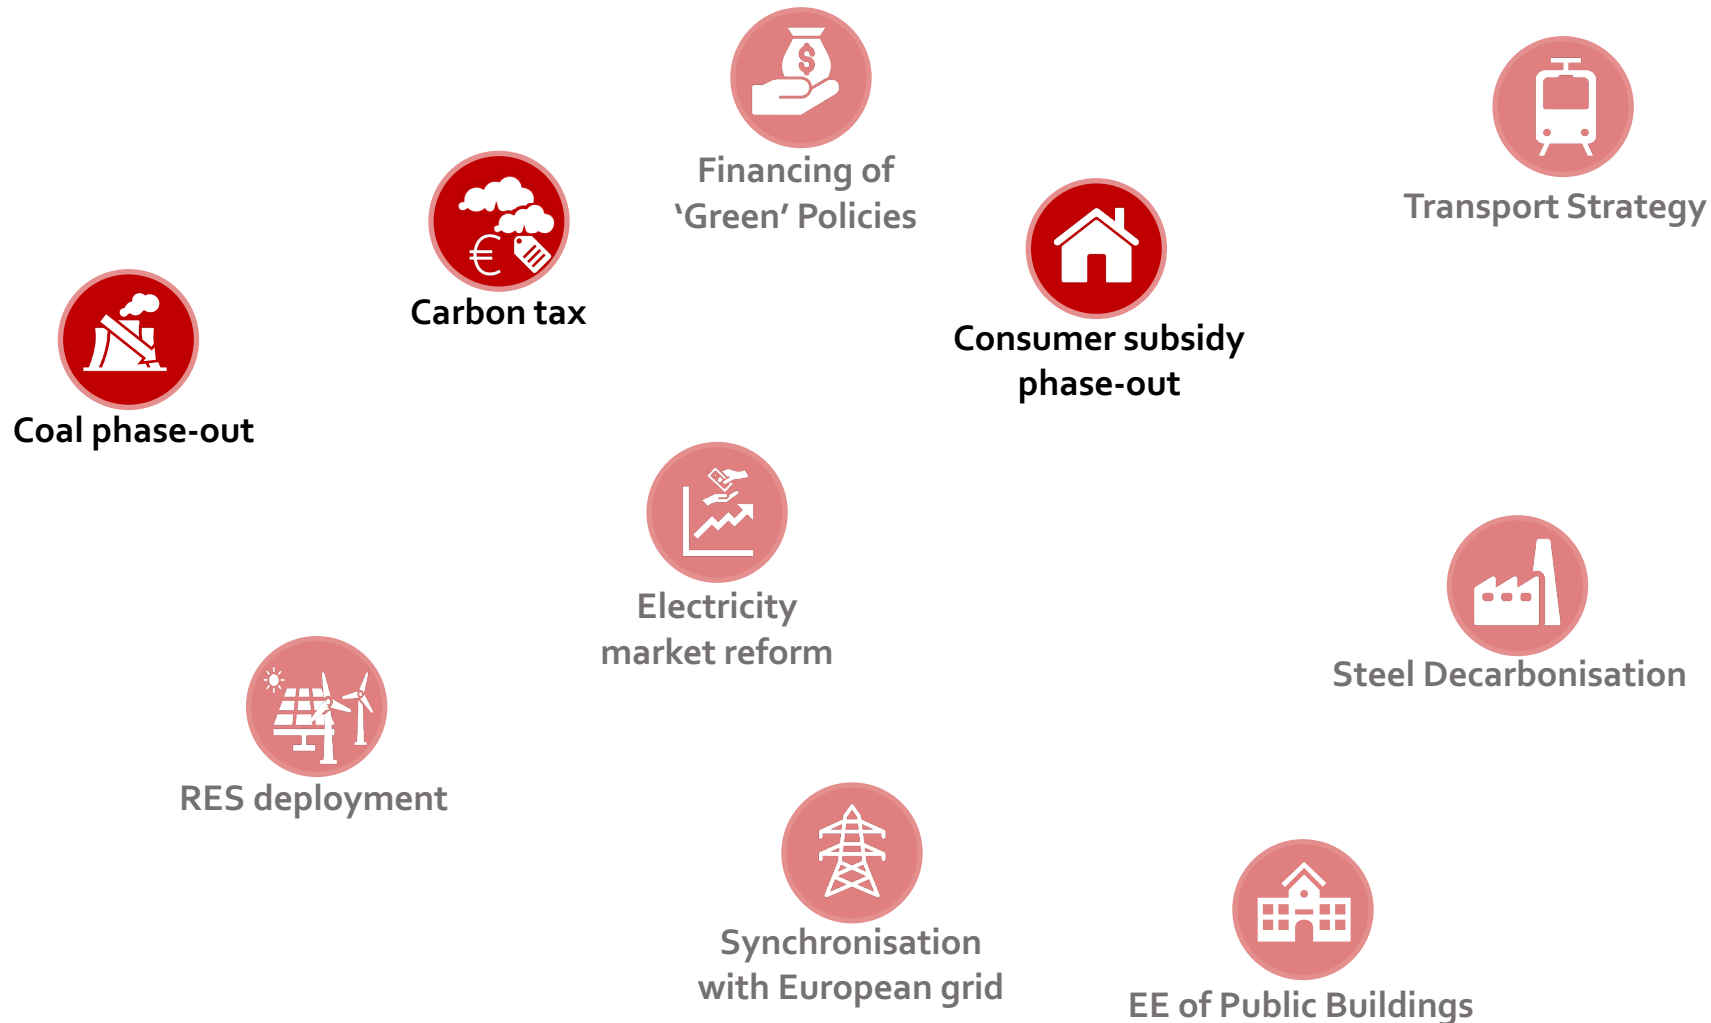 Financing of
‘Green’ Policies
Transport Strategy
Carbon tax
Consumer subsidy
phase-out
Coal phase-out
Electricity
market reform
Steel Decarbonisation
RES deployment
Synchronisation
with European grid
EE of Public Buildings
$
€